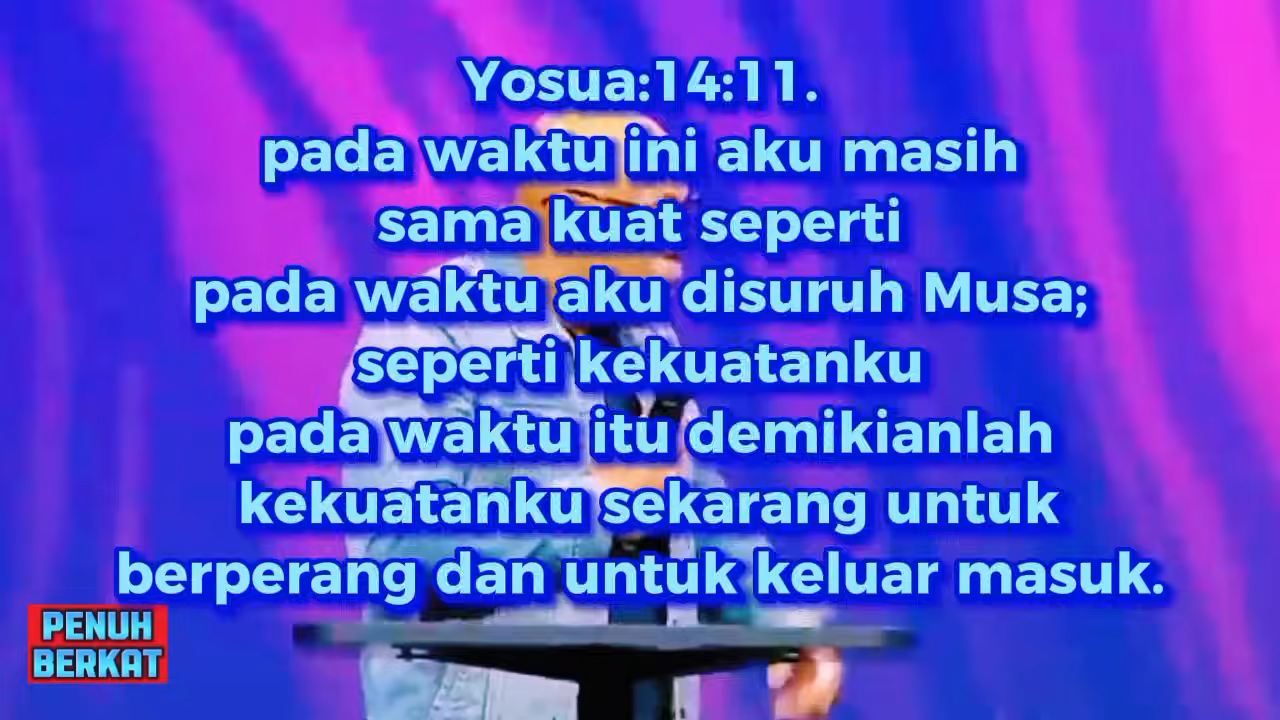 Yosua:14:11.
pada waktu ini aku masih
sama kuat seperti
pada waktu aku disuruh Musa;
seperti kekuatanku
pada waktu itu demikianlah
kekuatanku sekarang untuk
berperang dan untuk keluar masuk.
PENUH
BERKAT